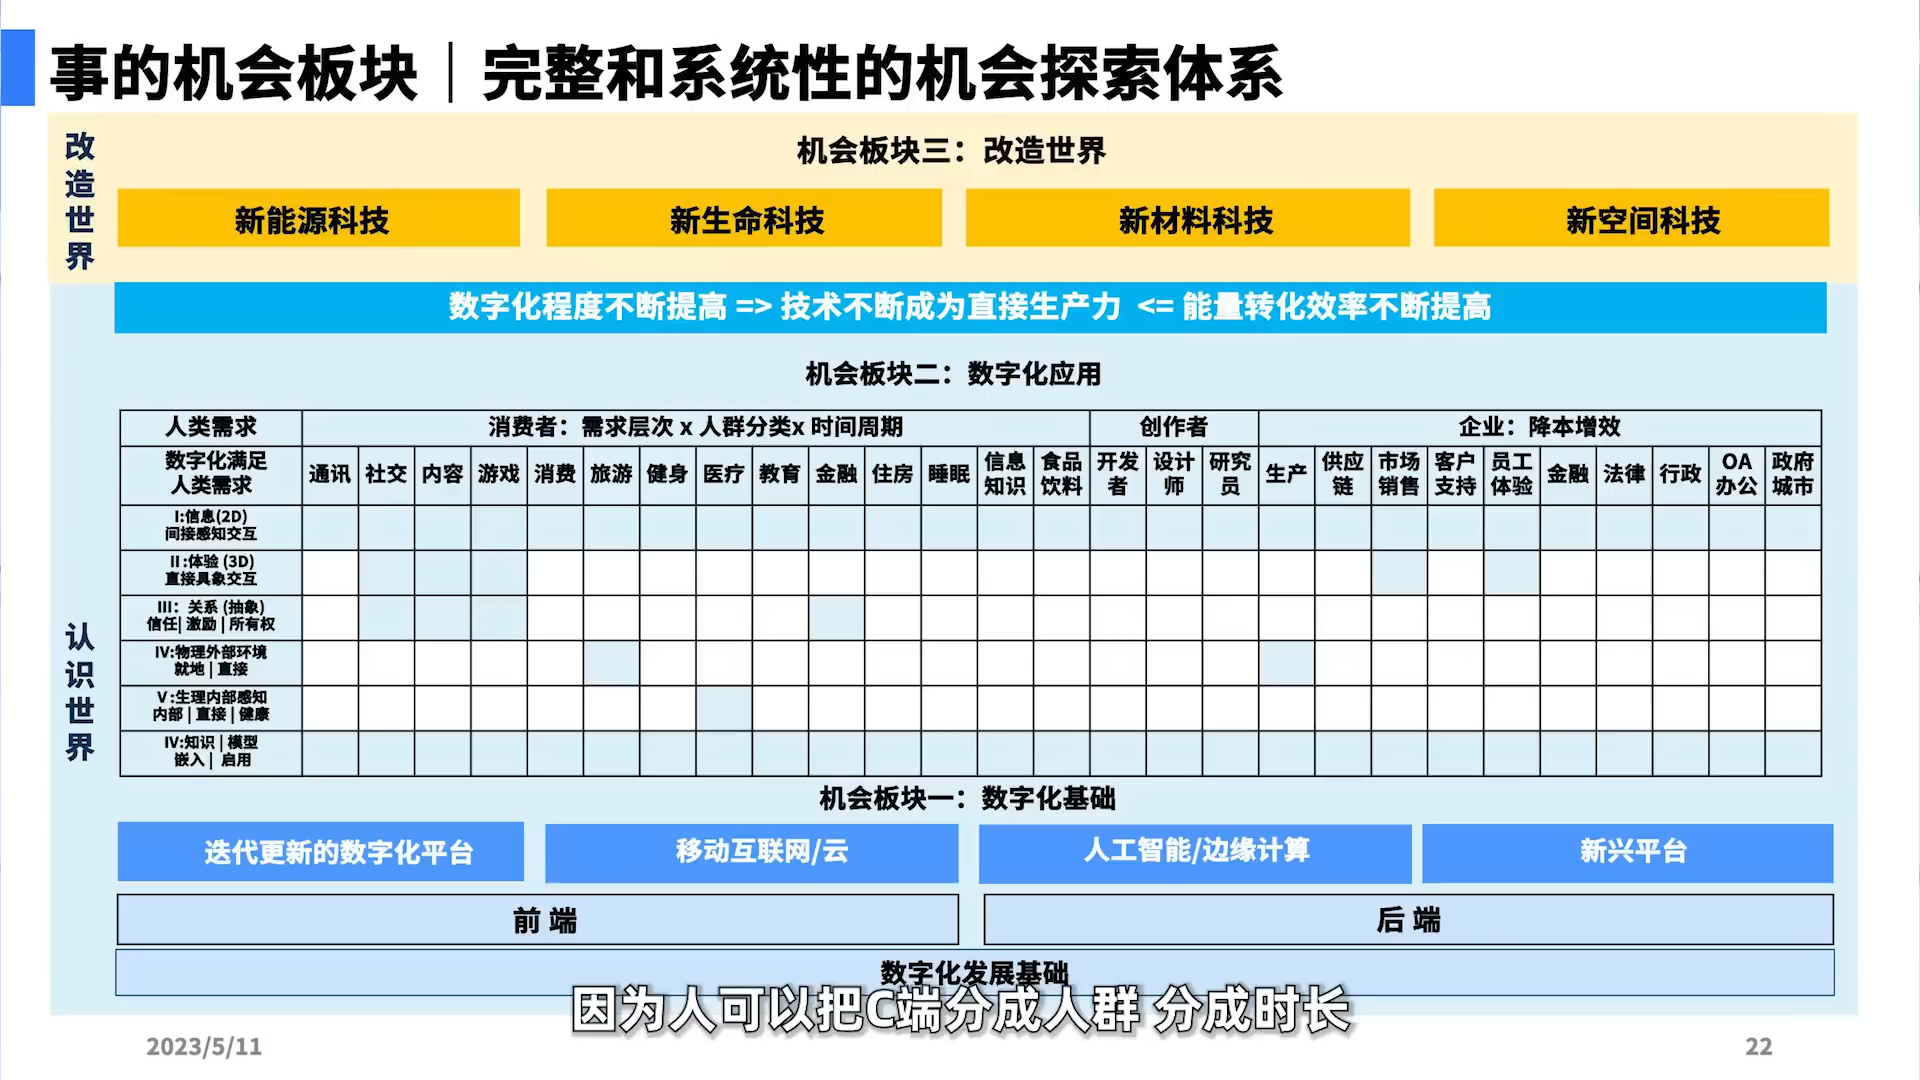 事的机会板块｜完整和系统性的机会探索体系
改造世界
机会板块三：改造世界
新能源科技
新生命科技
新材料科技
新空间科技
数字化程度不断提高 => 技术不断成为直接生产力 <= 能量转化效率不断提高
认识世界
机会板块二：数字化应用
人类需求
消费者：需求层次 x 人群分类x 时间周期
创作者
企业：降本增效
数字化满足
人类需求
通讯
社交
内容
游戏
消费
旅游
健身
医疗
教育
金融
住房
睡眠
信息
知识
食品
饮料
开发
者
设计
师
研究
员
生产
供应
链
市场
销售
客户
支持
员工
体验
金融
法律
行政
OA
办公
政府
城市
I:信息(2D)
间接感知交互
II:体验 (3D)
直接具象交互
III：关系 (抽象)
信任| 激励 | 所有权
IV:物理外部环境
就地 | 直接
V:生理内部感知
内部 | 直接 | 健康
IV:知识 | 模型
嵌入 | 启用
机会板块一：数字化基础
迭代更新的数字化平台
移动互联网/云
人工智能/边缘计算
新兴平台
前 端
后 端
数字化发展基础
因为人可以把C端分成人群 分成时长
2023/5/11
22